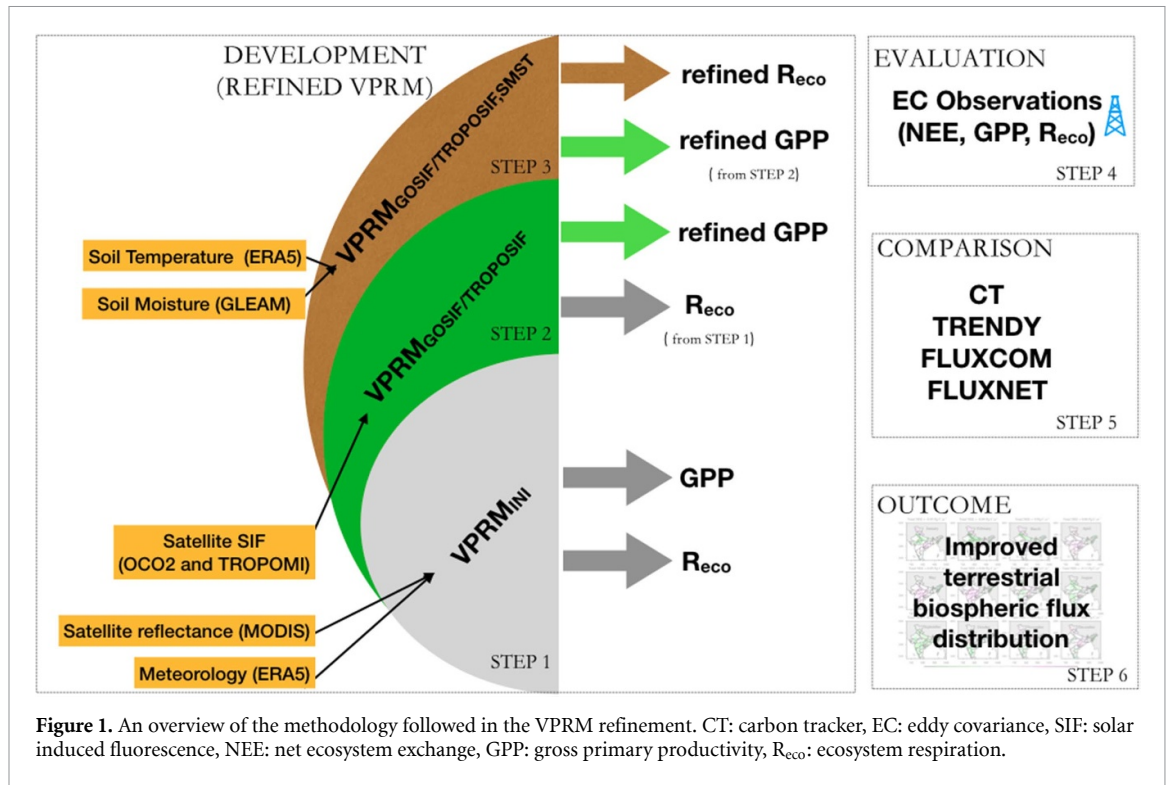 DEVELOPMENT
(REFINED VPRM)
VPRMGOSIF/TROPOSIF,SMST
STEP 3
VPRMGOSIF/TROPOSIF
STEP 2
VPRMINI
STEP 1
Soil Temperature (ERA5)
Soil Moisture (GLEAM)
Satellite SIF
(OCO2 and TROPOMI)
Satellite reflectance (MODIS)
Meteorology (ERA5)
refined Reco
refined GPP
( from STEP 2)
refined GPP
Reco
( from STEP 1)
GPP
Reco
EVALUATION
EC Observations
(NEE, GPP, Reco)
STEP 4
COMPARISON
CT
TRENDY
FLUXCOM
FLUXNET
STEP 5
OUTCOME
Improved
terrestrial
biospheric flux
distribution
STEP 6
Figure 1. An overview of the methodology followed in the VPRM refinement. CT: carbon tracker, EC: eddy covariance, SIF: solar
induced fluorescence, NEE: net ecosystem exchange, GPP: gross primary productivity, Reco: ecosystem respiration.